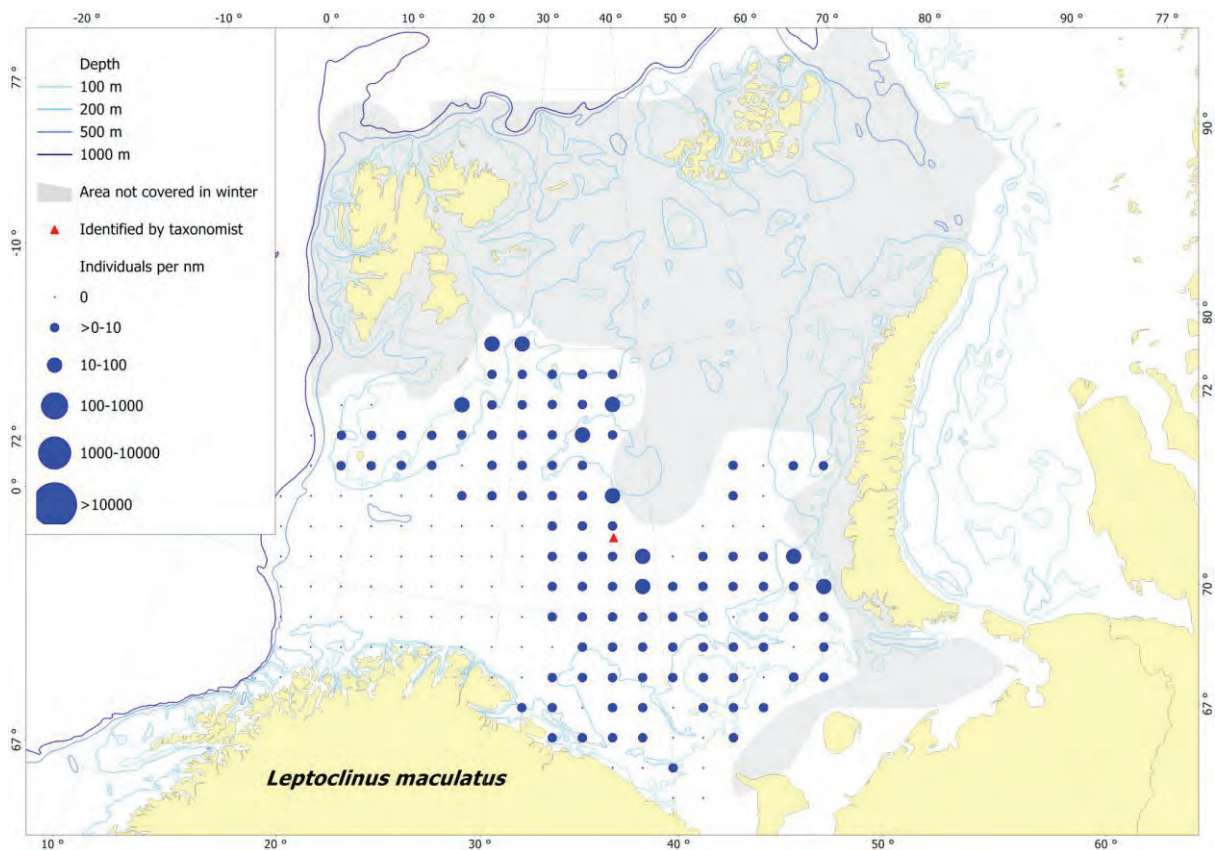 -20 ° -10 ° 0 ° 10 ° 20 ° 30 ° 40 ° 50 ° 60 ° 70 ° 80 ° 90 ° 77 °
77 °
-10 °
72 °
0 °
67 °
Depth
100 m
200 m
500 m
1000 m
Area not covered in winter
Identified by taxonomist
Individuals per nm
0
>0-10
10-100
100-1000
1000-10000
>10000
90 °
80 °
72 °
70 °
67 °
Leptoclinus maculatus
10 ° 20 ° 30 ° 40 ° 50 ° 60 °